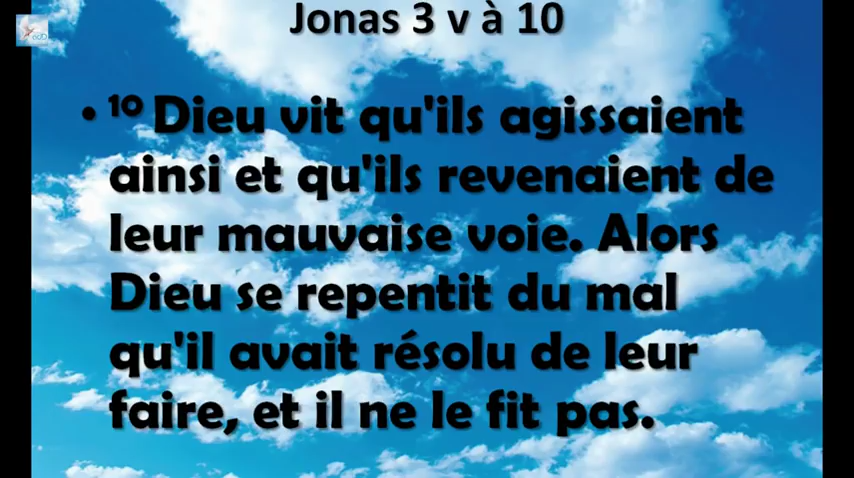 Jonas 3 v à 10
• ¹⁰ Dieu vit qu'ils agissaient
ainsi et qu'ils revenaient de
leur mauvaise voie. Alors
Dieu se repentit du mal
qu'il avait résolu de leur
faire, et il ne le fit pas.